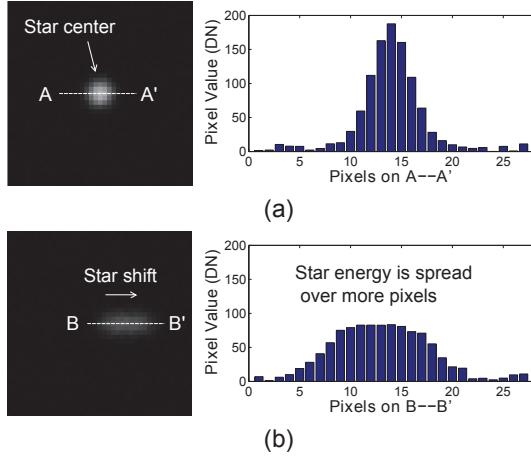 Star center
A
A'
Pixel Value (DN)
200
150
100
50
0
0
5
10
15
20
25
Pixels on A−−A'
(a)
Star shift
B
B'
Pixel Value (DN)
200
150
100
50
0
Star energy is spread
over more pixels
0
5
10
15
20
25
Pixels on B−−B'
(b)